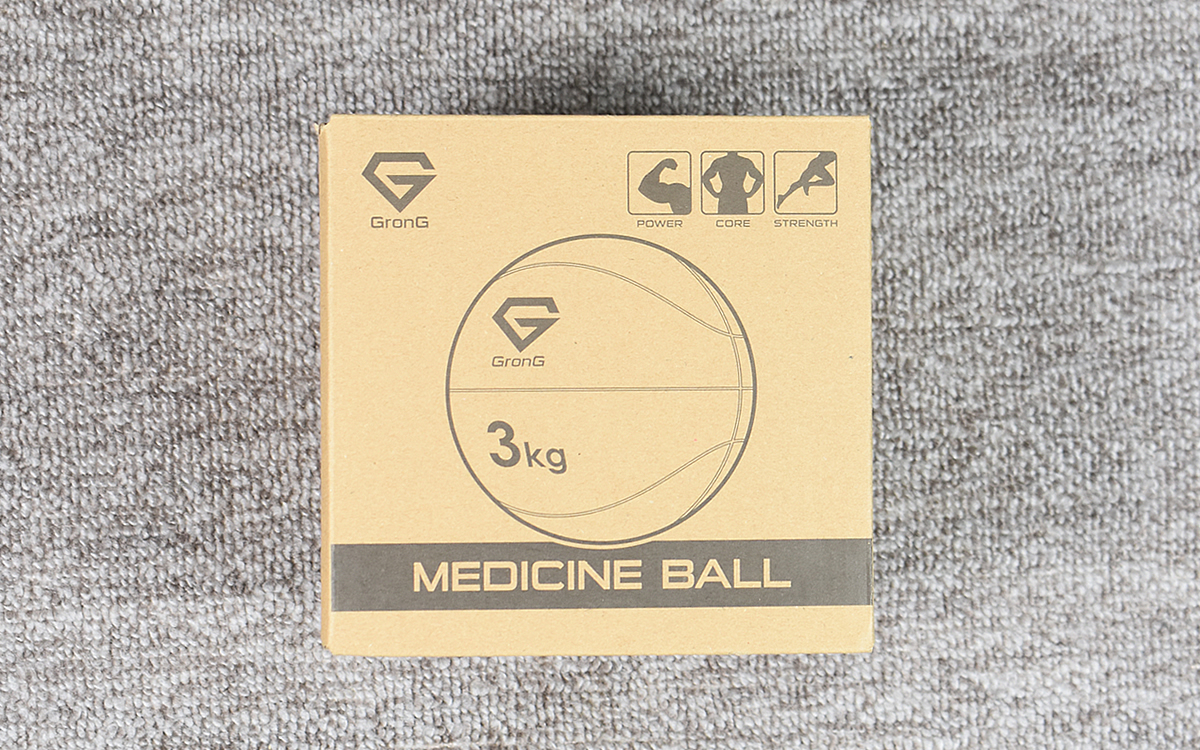 GronG
POWER CORE STRENGTH
GronG
3kg
MEDICINE BALL